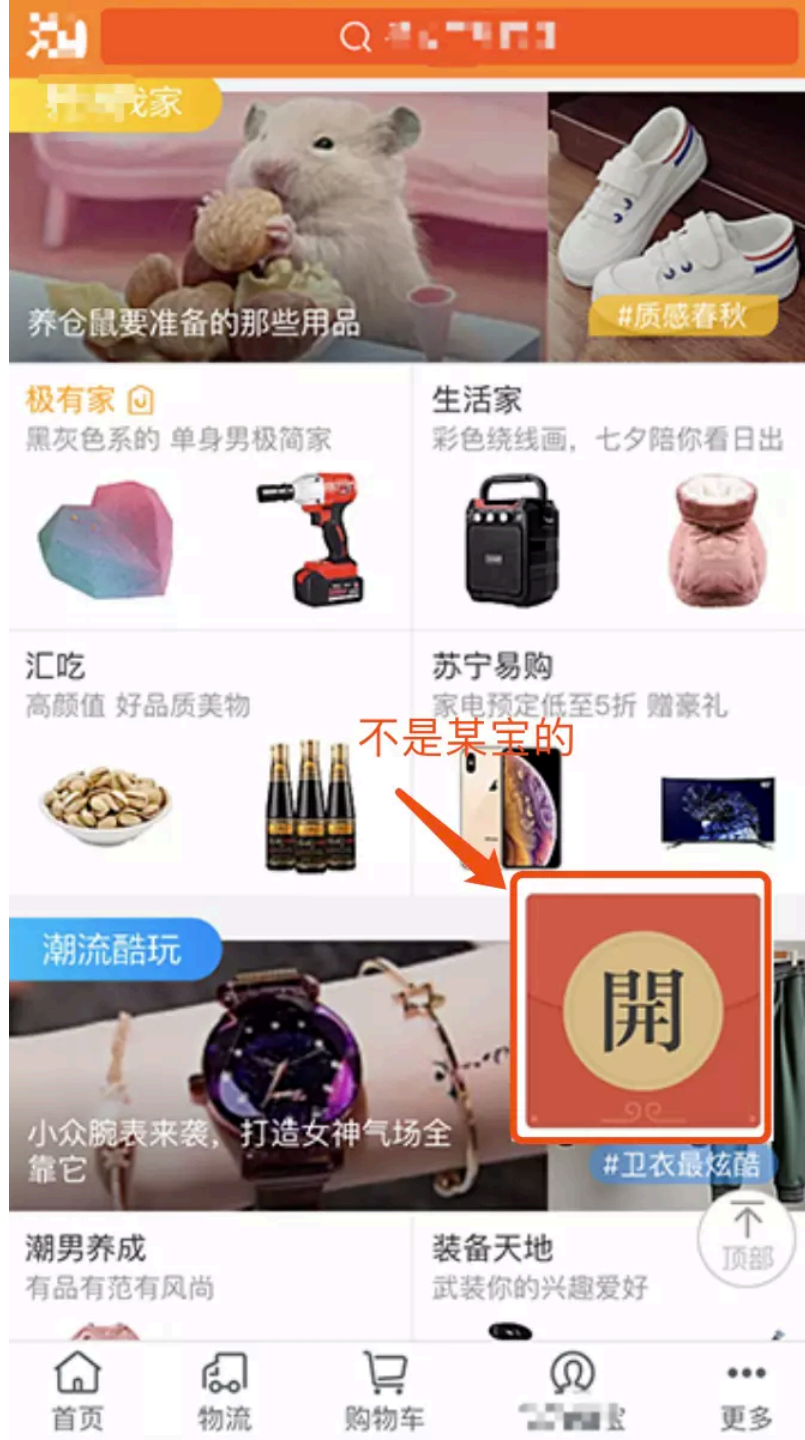 找家
养仓鼠要准备的那些用品
#质感春秋
极有家
黑灰色系的 单身男极简家
生活家
彩色绕线画，七夕陪你看日出
汇吃
高颜值 好品质美物
苏宁易购
家电预定低至5折 赠豪礼
不是某宝的
潮流酷玩
開
小众腕表来袭，打造女神气场全
靠它
#卫衣最炫酷
潮男养成
有品有范有风尚
装备天地
武装你的兴趣爱好
顶部
首页
物流
购物车
更多